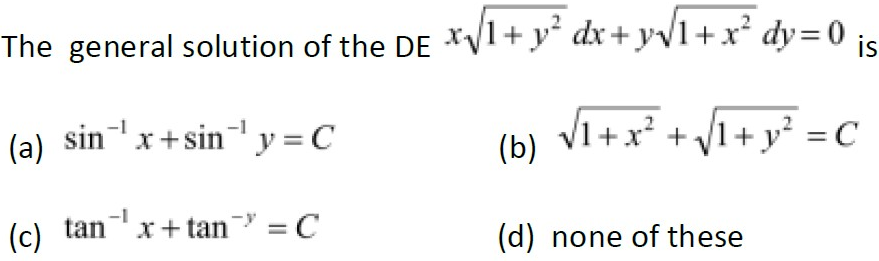 The general solution of the DE x√(1 + y²) dx + y√(1 + x²) dy = 0 is
(a) sin⁻¹ x + sin⁻¹ y = C
(b) √(1 + x²) + √(1 + y²) = C
(c) tan⁻¹ x + tan⁻ʸ = C
(d) none of these